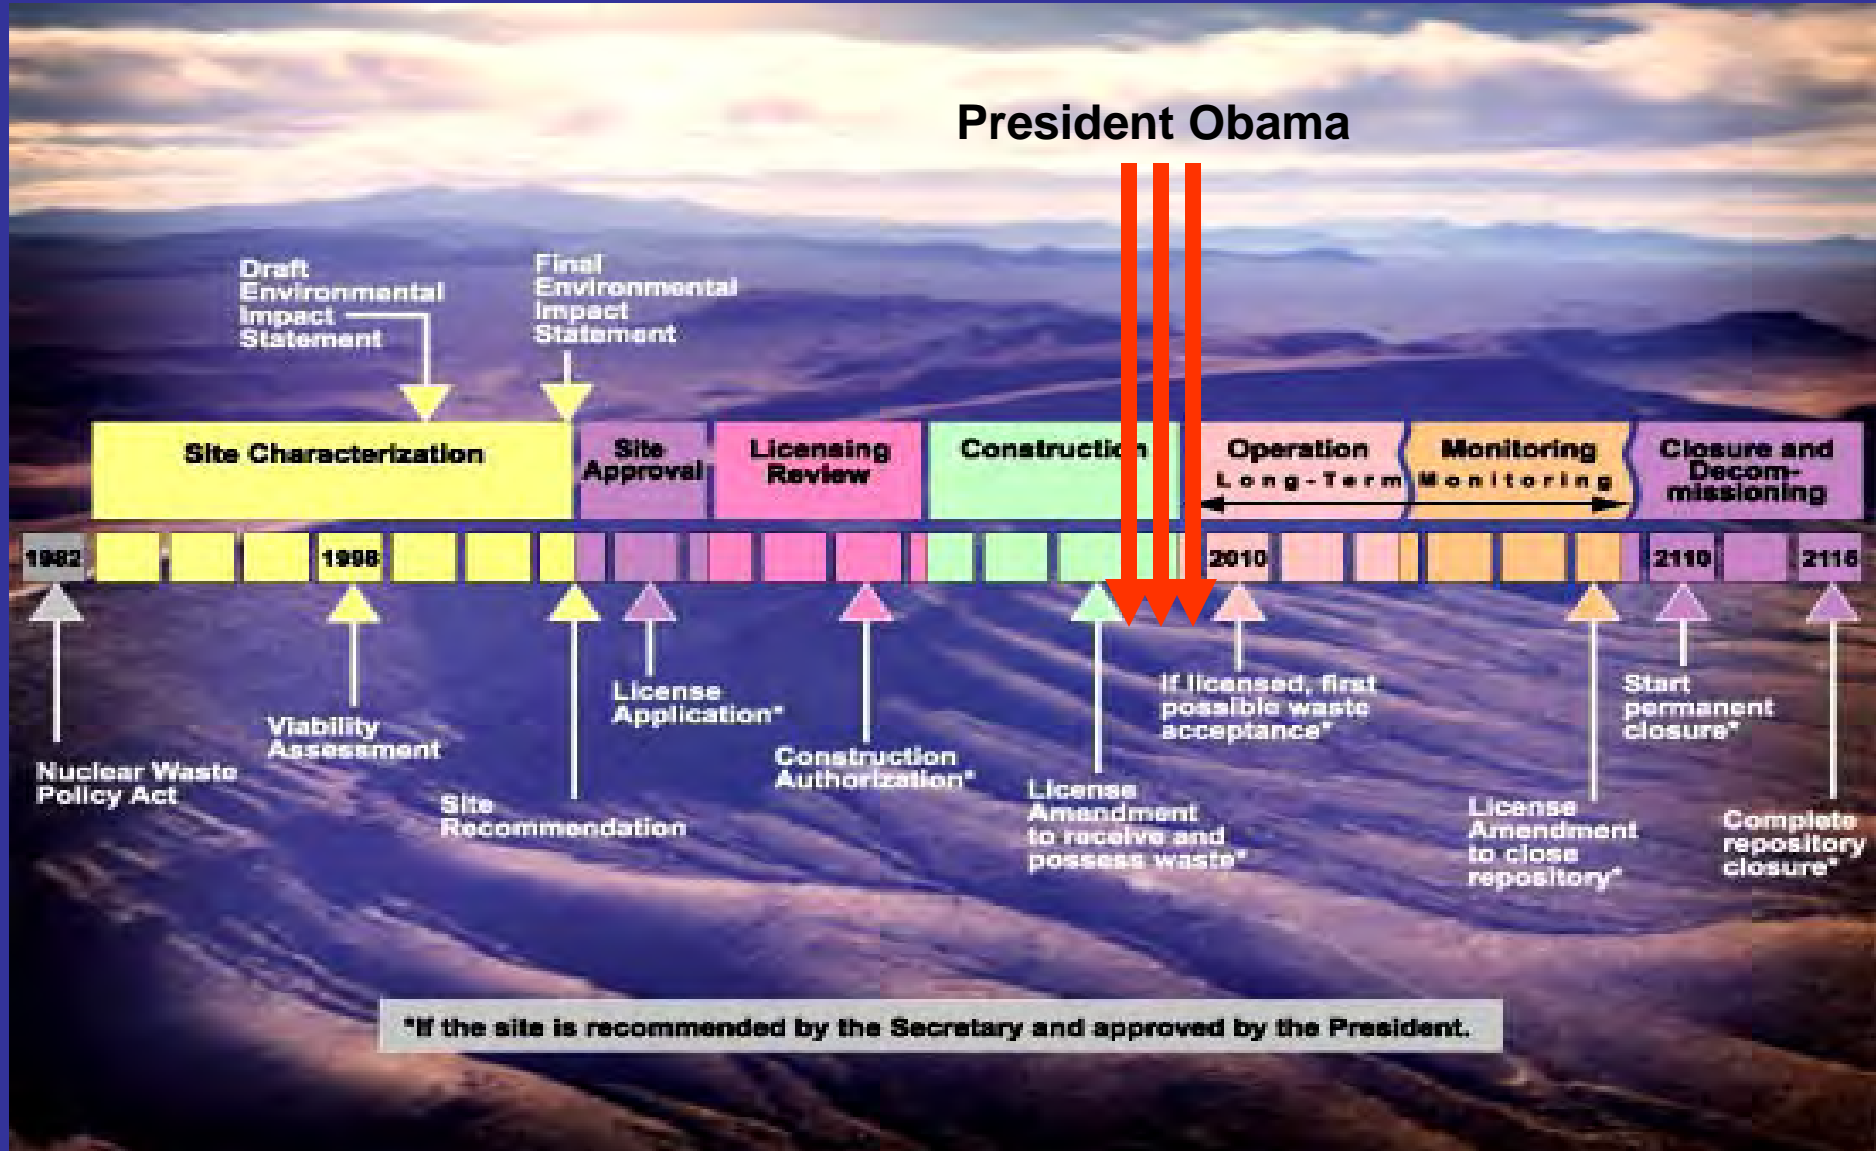 President Obama
Draft
Environmental
Impact
Statement
Final
Environmental
Impact
Statement
Site Characterization
Site
Approval
Licensing
Review
Construction
Operation
Monitoring
Long-Term Monitoring
Closure and
Decom-
missioning
1982
1998
2010
2110
2116
Nuclear Waste
Policy Act
Viability
Assessment
Site
Recommendation
License
Application*
Construction
Authorization*
License
Amendment
to receive and
possess waste*
If licensed, first
possible waste
acceptance*
License
Amendment
to close
repository*
Start
permanent
closure*
Complete
repository
closure*
*If the site is recommended by the Secretary and approved by the President.